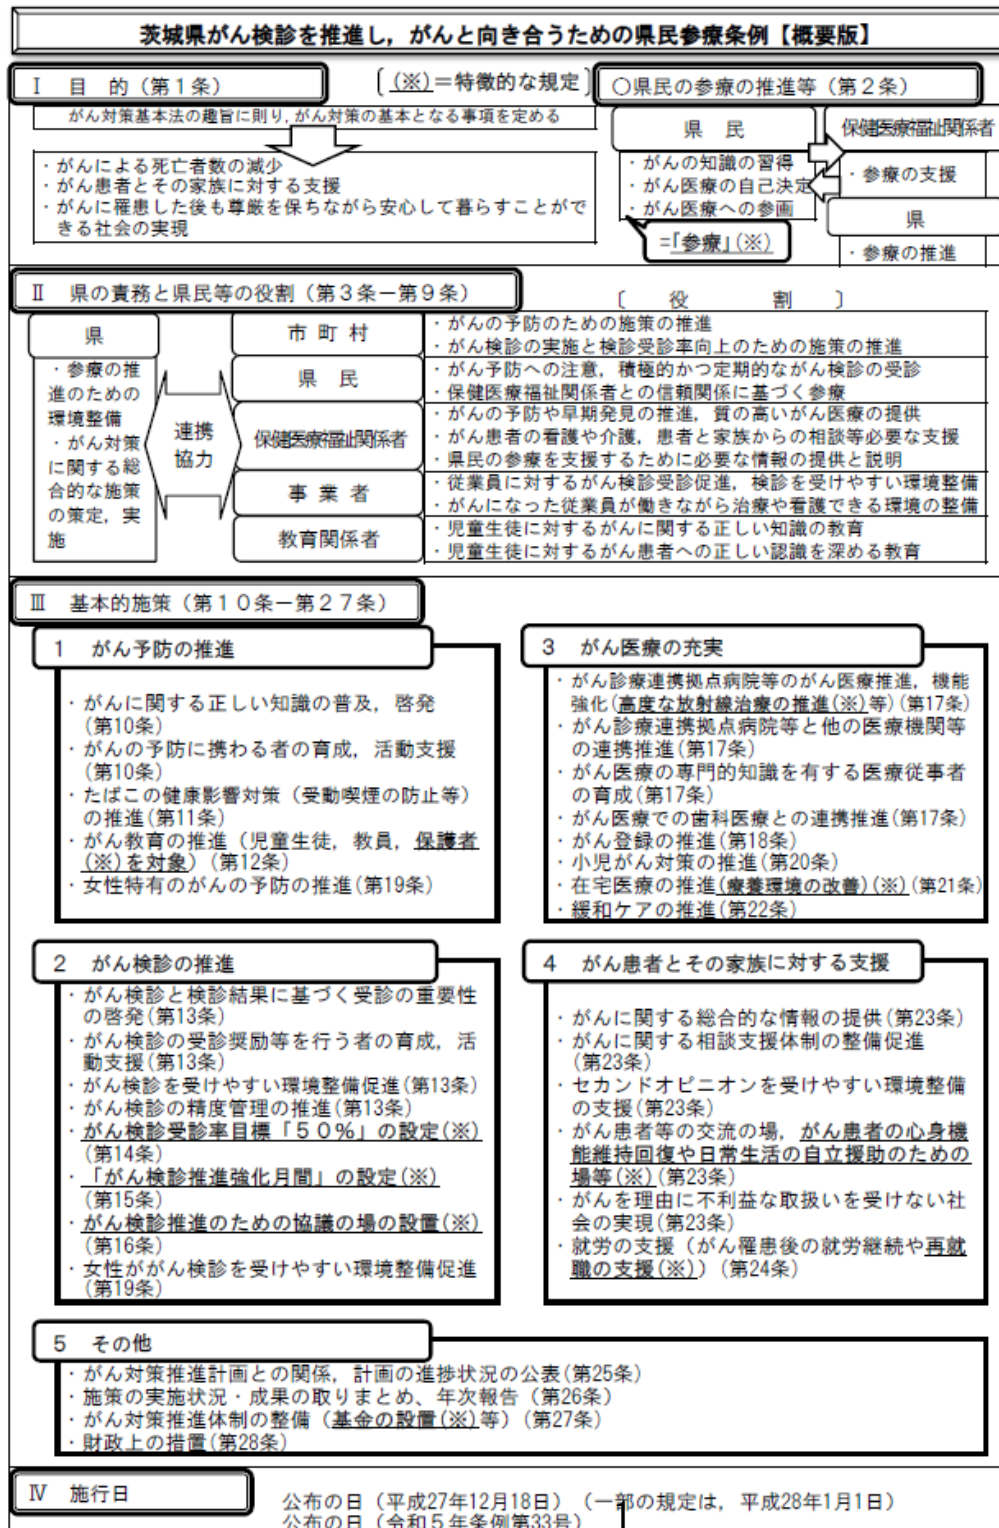 茨城県がん検診を推進し，がんと向き合うための県民参療条例【概要版】
Ⅰ　目　的（第１条）
〔（※）＝特徴的な規定〕
がん対策基本法の趣旨に則り，がん対策の基本となる事項を定める
・がんによる死亡者数の減少
・がん患者とその家族に対する支援
・がんに罹患した後も尊厳を保ちながら安心して暮らすことがで
きる社会の実現
○県民の参療の推進等（第２条）
県　民
・がんの知識の習得
・がん医療の自己決定
・がん医療への参画
＝「参療」（※）
保健医療福祉関係者
・参療の支援
県
・参療の推進
Ⅱ　県の責務と県民等の役割（第３条－第９条）
〔　役　割　〕
県
・参療の推
進のための
環境整備
・がん対策
に関する総
合的な施策
の策定，実
施
連携
協力
市 町 村
・がんの予防のための施策の推進
・がん検診の実施と検診受診率向上のための施策の推進
県　民
・がん予防への注意，積極的かつ定期的ながん検診の受診
・保健医療福祉関係者との信頼関係に基づく参療
保健医療福祉関係者
・がんの予防や早期発見の推進，質の高いがん医療の提供
・がん患者の看護や介護，患者と家族からの相談等必要な支援
・県民の参療を支援するために必要な情報の提供と説明
事 業 者
・従業員に対するがん検診受診促進，検診を受けやすい環境整備
・がんになった従業員が働きながら治療や看護できる環境の整備
教育関係者
・児童生徒に対するがんに関する正しい知識の教育
・児童生徒に対するがん患者への正しい認識を深める教育
Ⅲ　基本的施策（第１０条－第２７条）
１　がん予防の推進
・がんに関する正しい知識の普及，啓発
（第10条）
・がんの予防に携わる者の育成，活動支援
（第10条）
・たばこの健康影響対策（受動喫煙の防止等）
の推進（第11条）
・がん教育の推進（児童生徒，教員，保護者
（※）を対象）（第12条）
・女性特有のがんの予防の推進（第19条）
２　がん検診の推進
・がん検診と検診結果に基づく受診の重要性
の啓発（第13条）
・がん検診の受診奨励等を行う者の育成，活
動支援（第13条）
・がん検診を受けやすい環境整備促進（第13条）
・がん検診の精度管理の推進（第13条）
・がん検診受診率目標「５０％」の設定（※）
（第14条）
・「がん検診推進強化月間」の設定（※）
（第15条）
・がん検診推進のための協議の場の設置（※）
（第16条）
・女性ががん検診を受けやすい環境整備促進
（第19条）
３　がん医療の充実
・がん診療連携拠点病院等のがん医療推進，機能
強化（高度な放射線治療の推進（※）等）（第17条）
・がん診療連携拠点病院等と他の医療機関等
の連携推進（第17条）
・がん医療の専門的知識を有する医療従事者
の育成（第17条）
・がん医療での歯科医療との連携推進（第17条）
・がん登録の推進（第18条）
・小児がん対策の推進（第20条）
・在宅医療の推進（療養環境の改善）（※）（第21条）
・緩和ケアの推進（第22条）
４　がん患者とその家族に対する支援
・がんに関する総合的な情報の提供（第23条）
・がんに関する相談支援体制の整備促進
（第23条）
・セカンドオピニオンを受けやすい環境整備
の支援（第23条）
・がん患者等の交流の場，がん患者の心身機
能維持回復や日常生活の自立援助のための
場等（※）（第23条）
・がんを理由に不利益な取扱いを受けない社
会の実現（第23条）
・就労の支援（がん罹患後の就労継続や再就
職の支援（※））（第24条）
５　その他
・がん対策推進計画との関係，計画の進捗状況の公表（第25条）
・施策の実施状況・成果の取りまとめ、年次報告（第26条）
・がん対策推進体制の整備（基金の設置（※）等）（第27条）
・財政上の措置（第28条）
Ⅳ　施行日
公布の日（平成27年12月18日）（一部の規定は，平成28年1月1日）
公布の日（令和５年条例第33号）